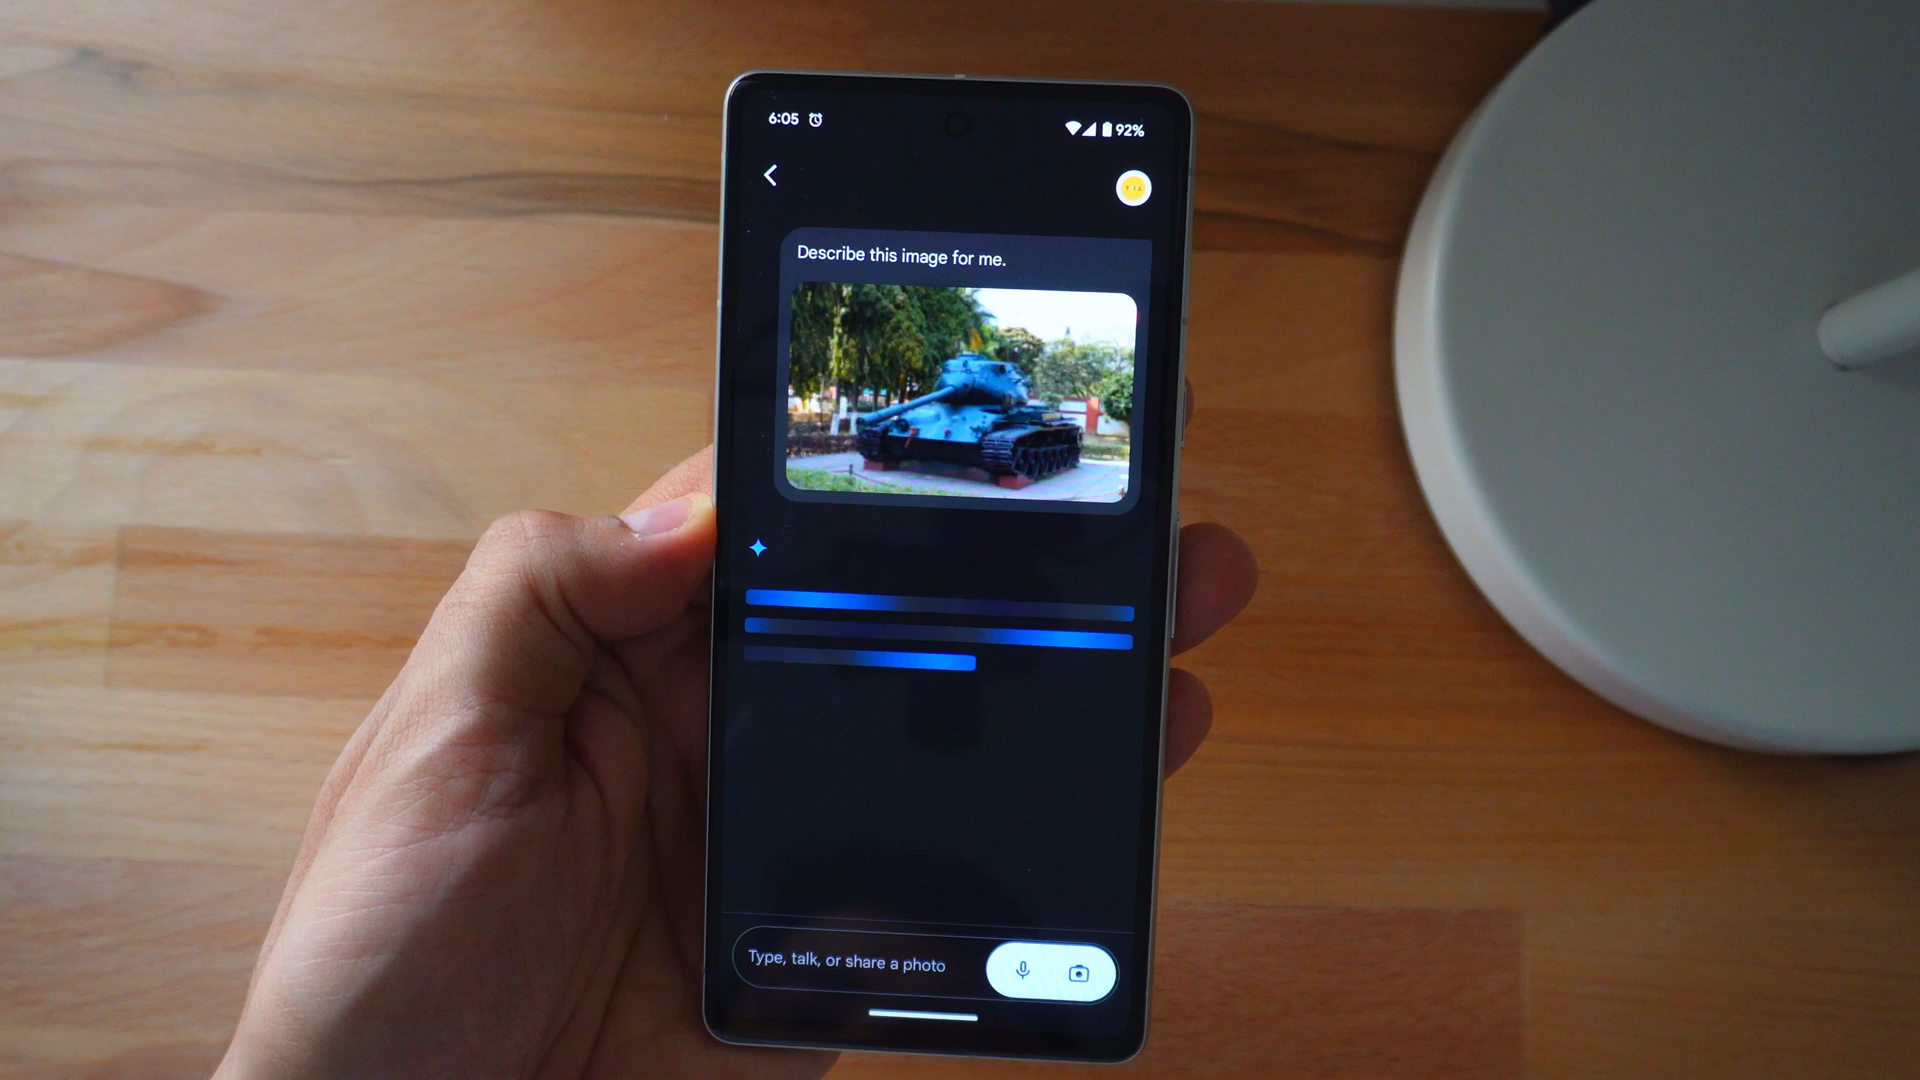 6:05
92%
Describe this image for me.
Type, talk, or share a photo